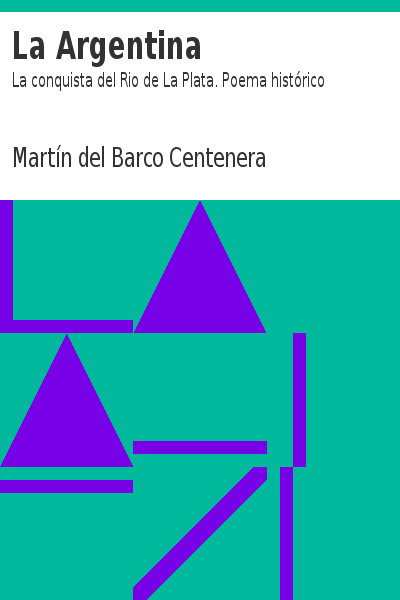 La Argentina
La conquista del Rio de La Plata. Poema histórico
Martín del Barco Centenera